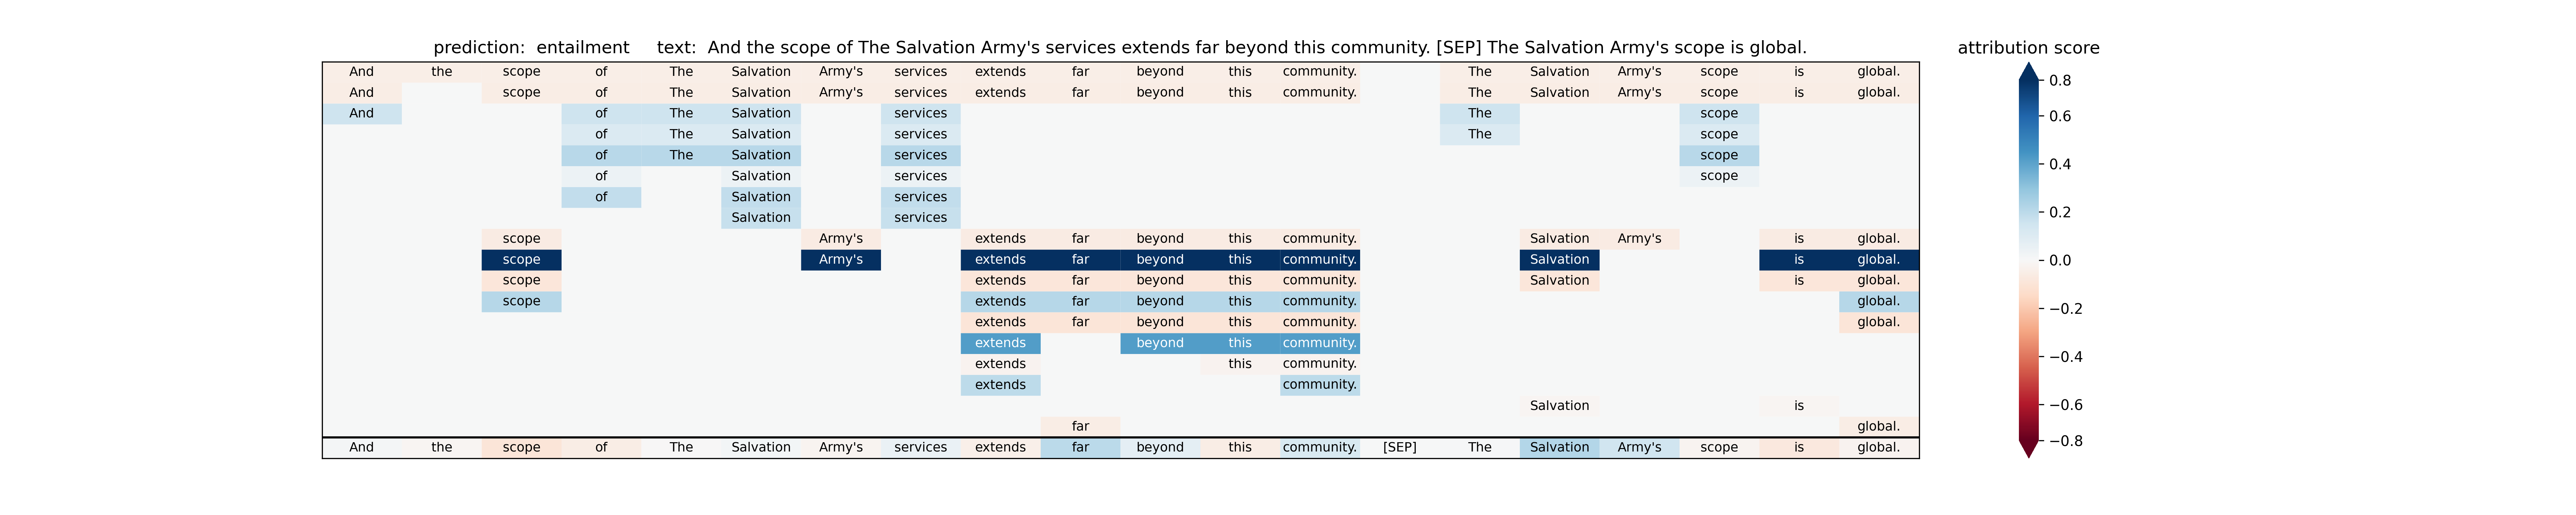 prediction: entailment text: And the scope of The Salvation Army's services extends far beyond this community. [SEP] The Salvation Army's scope is global.
attribution score
And the scope of The Salvation Army's services extends far beyond this community. The Salvation Army's scope is global.
And scope of The Salvation Army's services extends far beyond this community. The Salvation Army's scope is global.
And of The Salvation services The scope
of The Salvation services The scope
of The Salvation services scope
of Salvation services scope
of Salvation services
Salvation services
scope Army's extends far beyond this community. Salvation Army's is global.
scope Army's extends far beyond this community. Salvation is global.
scope extends far beyond this community. Salvation is global.
scope extends far beyond this community. global.
extends far beyond this community. global.
extends beyond this community.
extends this community.
extends community.
Salvation is
far global.
And the scope of The Salvation Army's services extends far beyond this community. [SEP] The Salvation Army's scope is global.
0.8
0.6
0.4
0.2
0.0
−0.2
−0.4
−0.6
−0.8